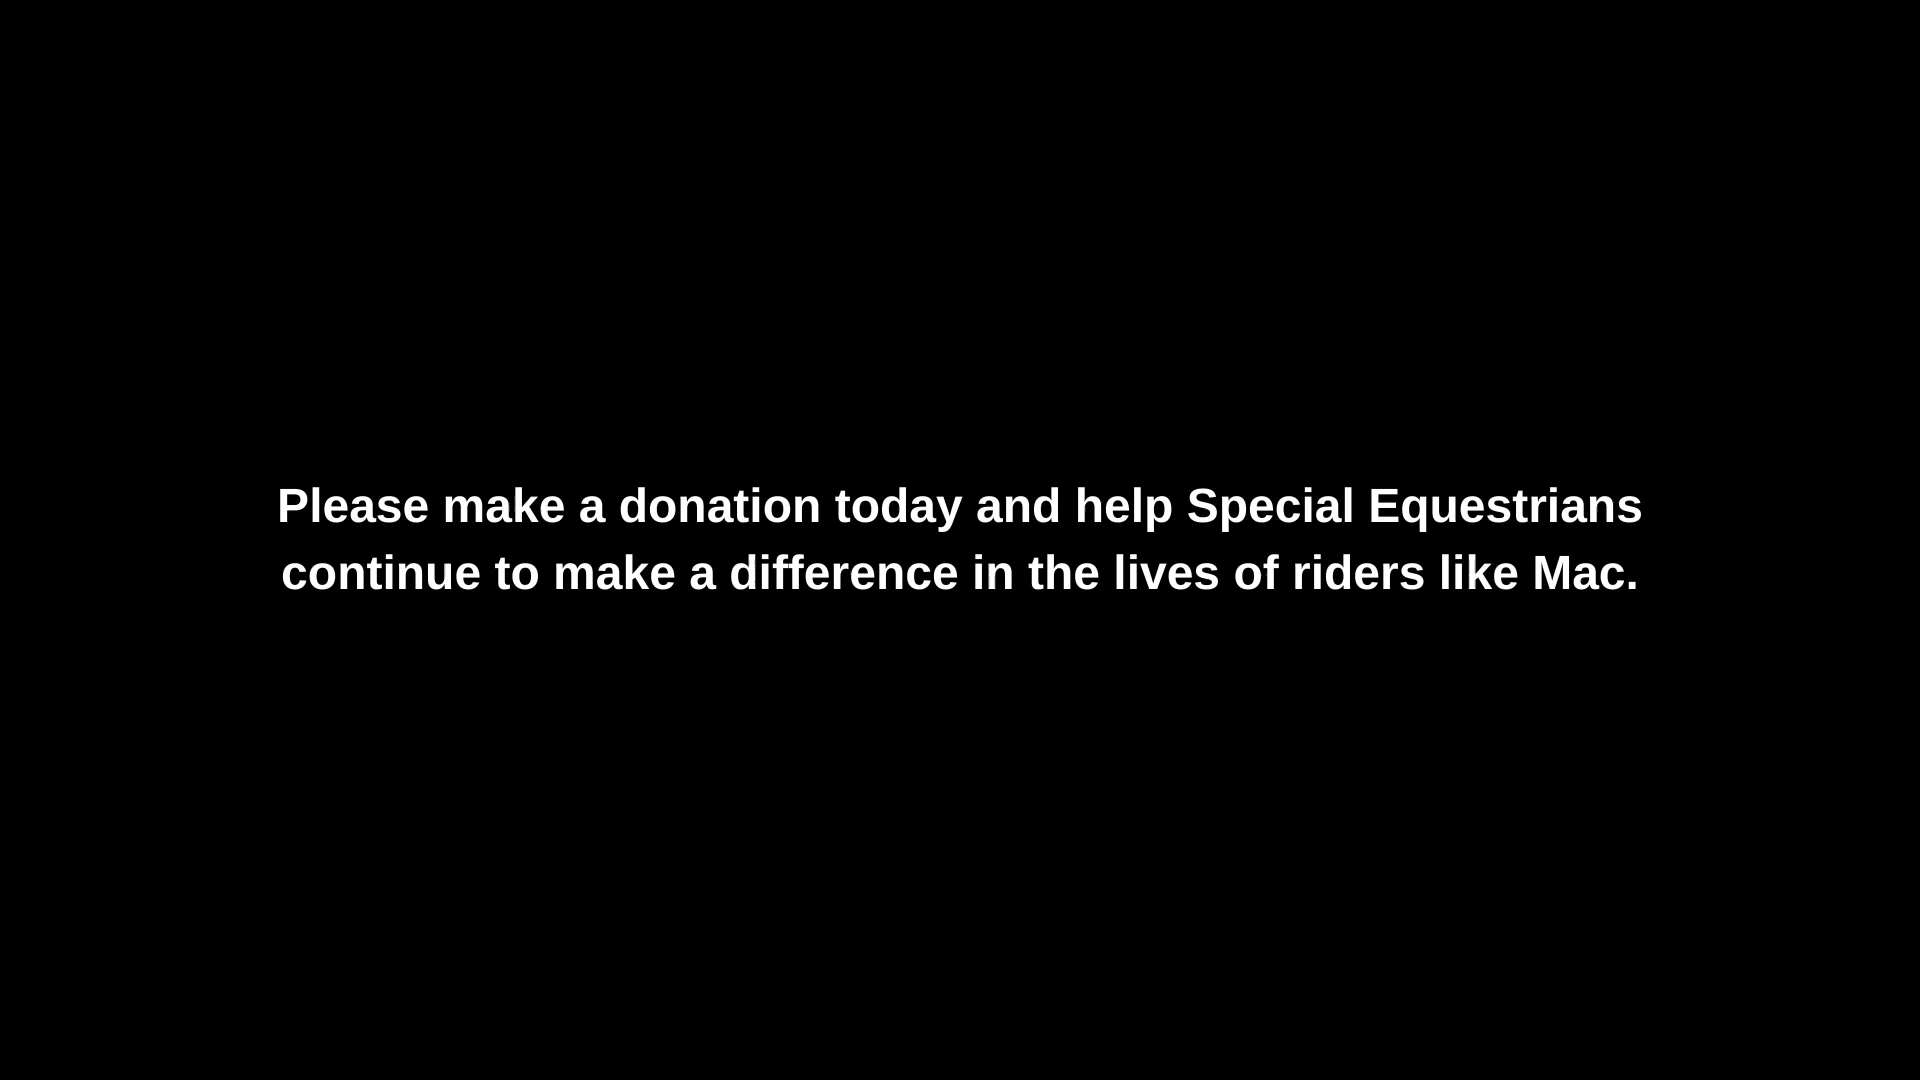 Please make a donation today and help Special Equestrians
continue to make a difference in the lives of riders like Mac.